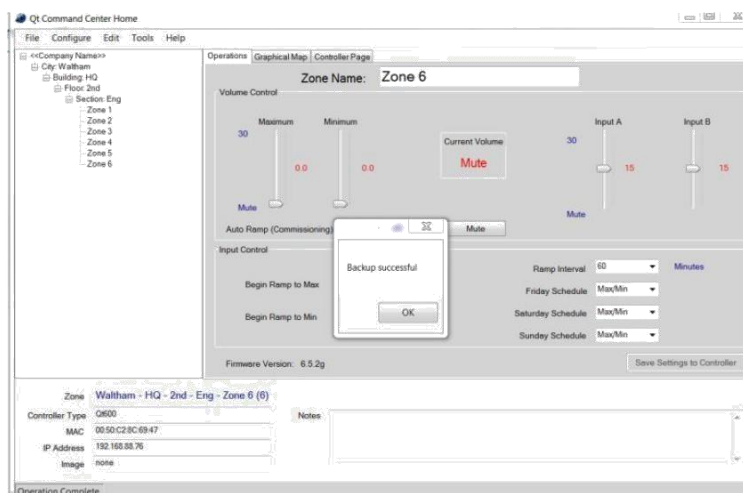 Qt Command Center Home
File Configure Edit Tools Help
<<Company Name>>
City: Waltham
Building: HQ
Floor: 2nd
Section: Eng
Zone 1
Zone 2
Zone 3
Zone 4
Zone 5
Zone 6
Operations Graphical Map Controller Page
Zone Name: Zone 6
Volume Control
Maximum Minimum Input A Input B
30 Current Volume 30
0.0 0.0 Mute 15 15
Mute Mute
Auto Ramp (Commissioning) Mute
Input Control
Backup successful
OK
Begin Ramp to Max
Begin Ramp to Min
Ramp Interval 60 Minutes
Friday Schedule Max/Min
Saturday Schedule Max/Min
Sunday Schedule Max/Min
Firmware Version: 6.5.2g Save Settings to Controller
Zone Waltham - HQ - 2nd - Eng - Zone 6 (6)
Controller Type Qt600 Notes
MAC 00:50:C2:8C:69:47
IP Address 192.168.88.76
Image none
Operation Complete